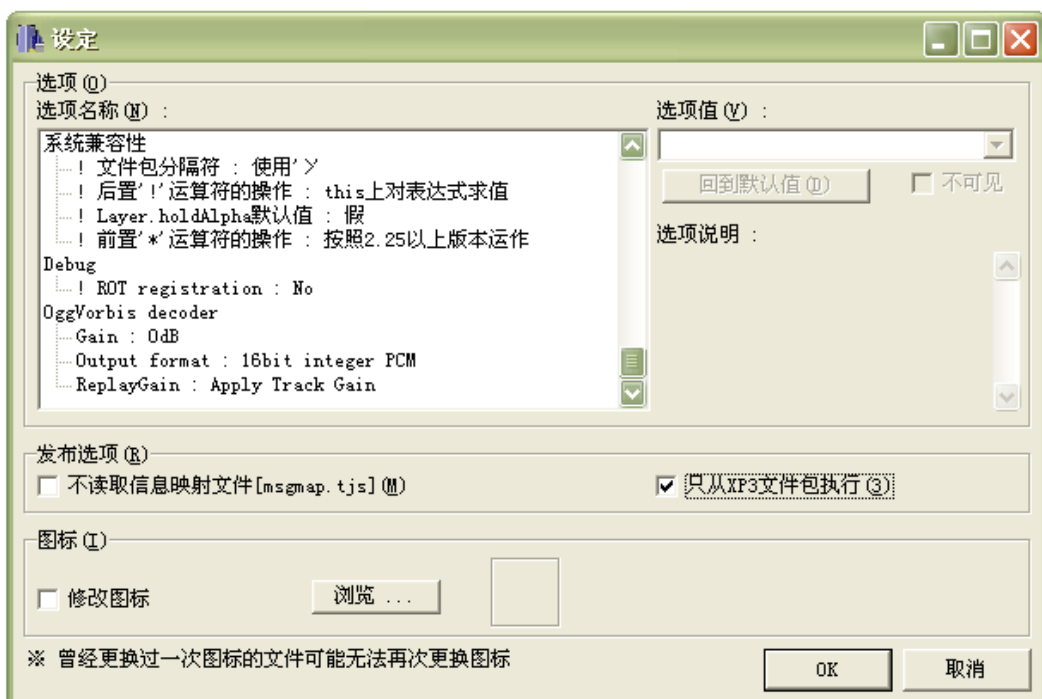 设定
选项(O)
选项名称(N) :
系统兼容性
! 文件包分隔符 : 使用'>'
! 后置'!'运算符的操作 : this上对表达式求值
! Layer.holdAlpha默认值 : 假
! 前置'*'运算符的操作 : 按照2.25以上版本运作
Debug
! ROT registration : No
OggVorbis decoder
Gain : 0dB
Output format : 16bit integer PCM
ReplayGain : Apply Track Gain
选项值(V) :
回到默认值(D)
不可见
选项说明 :
发布选项(R)
不读取信息映射文件[msgmap.tjs](M)
只从XP3文件包执行(3)
图标(I)
修改图标
浏览 ...
※ 曾经更换过一次图标的文件可能无法再次更换图标
OK
取消